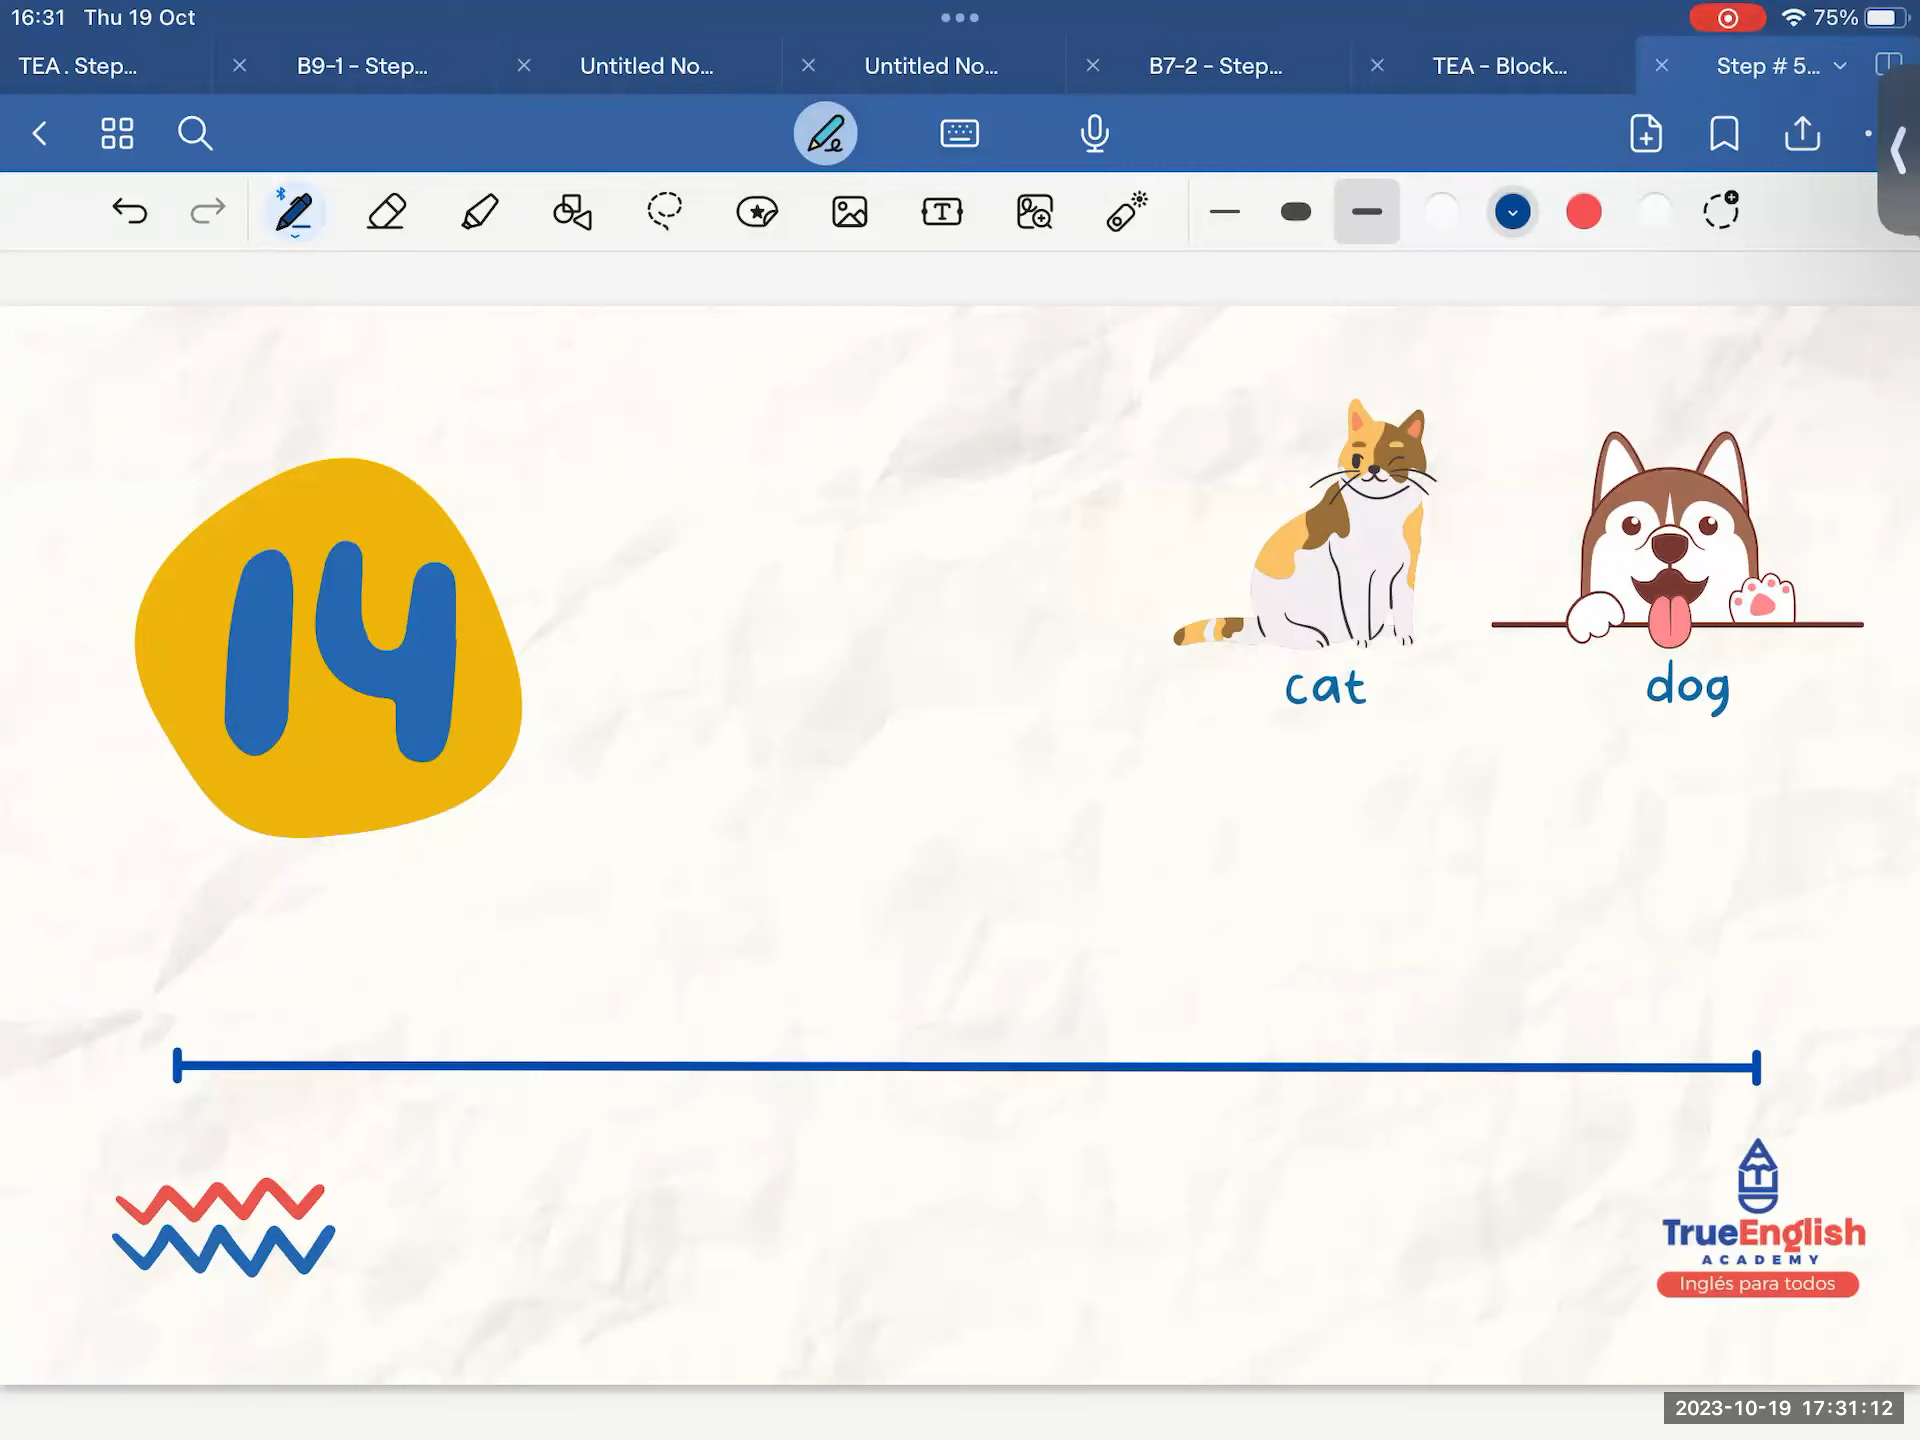 16:31 Thu 19 Oct
75%
TEA . Step...
B9-1 - Step...
Untitled No...
Untitled No...
B7-2 - Step...
TEA - Block...
Step # 5...
14
cat
dog
TrueEnglish
ACADEMY
Inglés para todos
2023-10-19 17:31:12